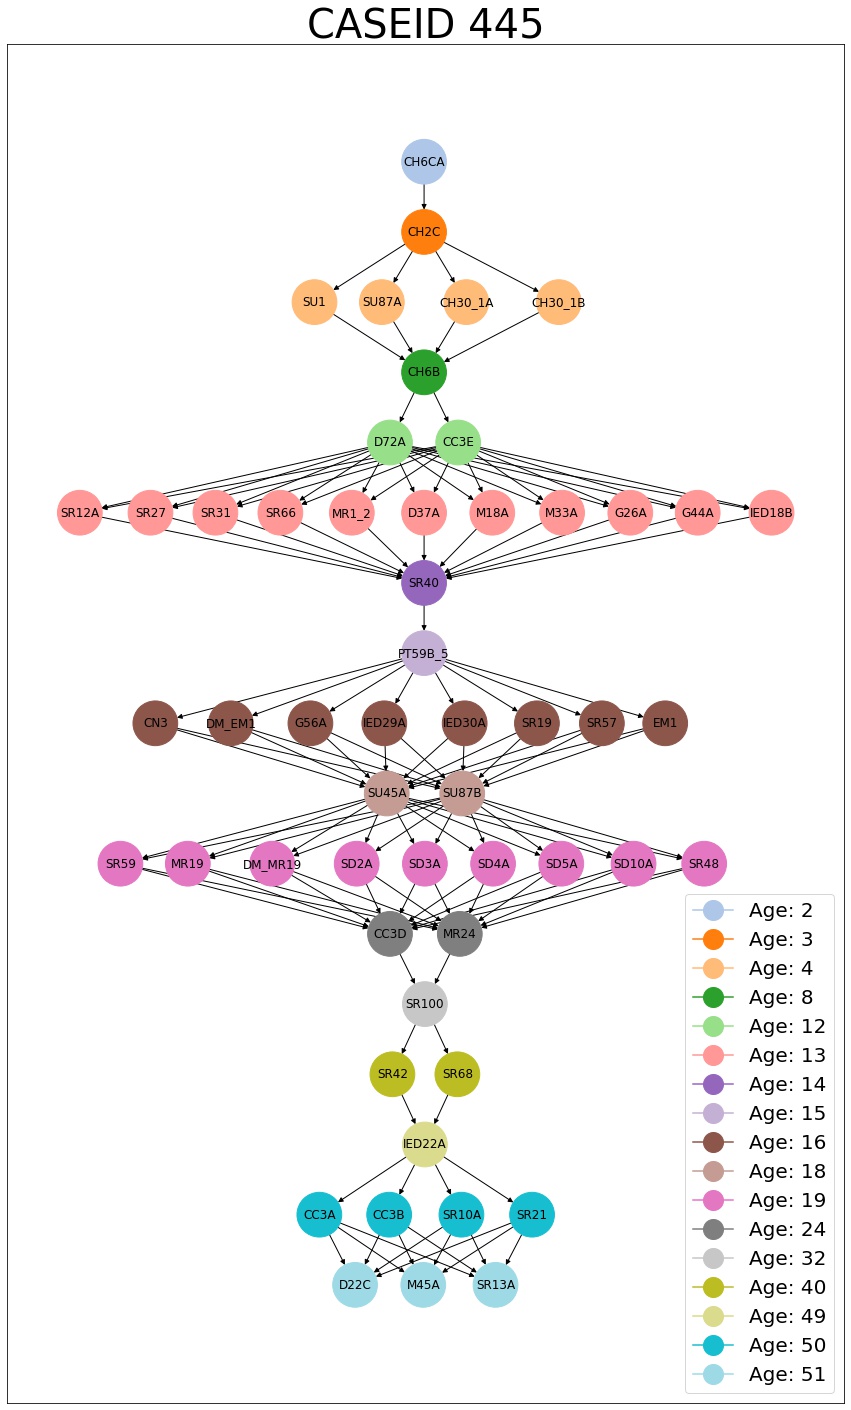 CASEID 445
CH6CA
CH2C
SU1 SU87A CH30_1A CH30_1B
CH6B
D72A CC3E
SR12A SR27 SR31 SR66 MR1_2 D37A M18A M33A G26A G44A IED18B
SR40
PT59B_5
CN3 DM_EM1 G56A IED29A IED30A SR19 SR57 EM1
SU45A SU87B
SR59 MR19 DM_MR19 SD2A SD3A SD4A SD5A SD10A SR48
CC3D MR24
SR100
SR42 SR68
IED22A
CC3A CC3B SR10A SR21
D22C M45A SR13A
Age: 2
Age: 3
Age: 4
Age: 8
Age: 12
Age: 13
Age: 14
Age: 15
Age: 16
Age: 18
Age: 19
Age: 24
Age: 32
Age: 40
Age: 49
Age: 50
Age: 51